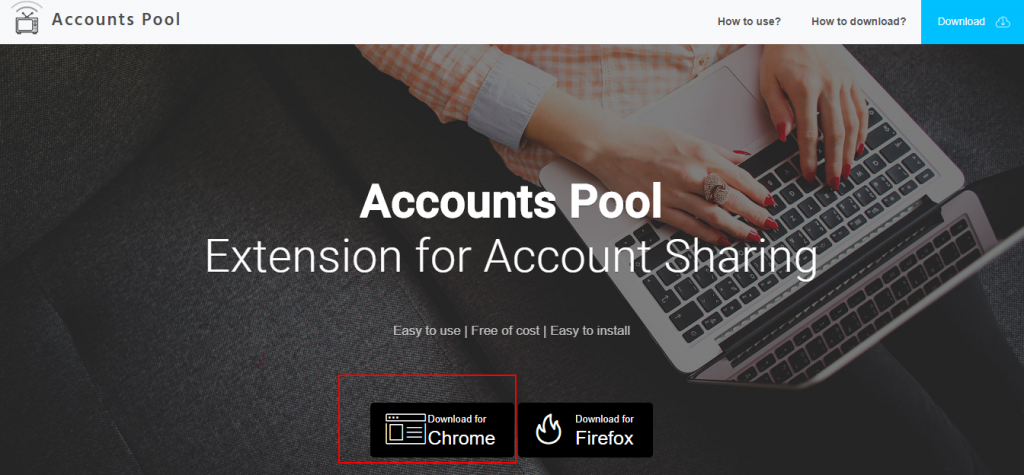 Accounts Pool
How to use?
How to download?
Download
Accounts Pool
Extension for Account Sharing
Easy to use | Free of cost | Easy to install
Download for
Chrome
Download for
Firefox